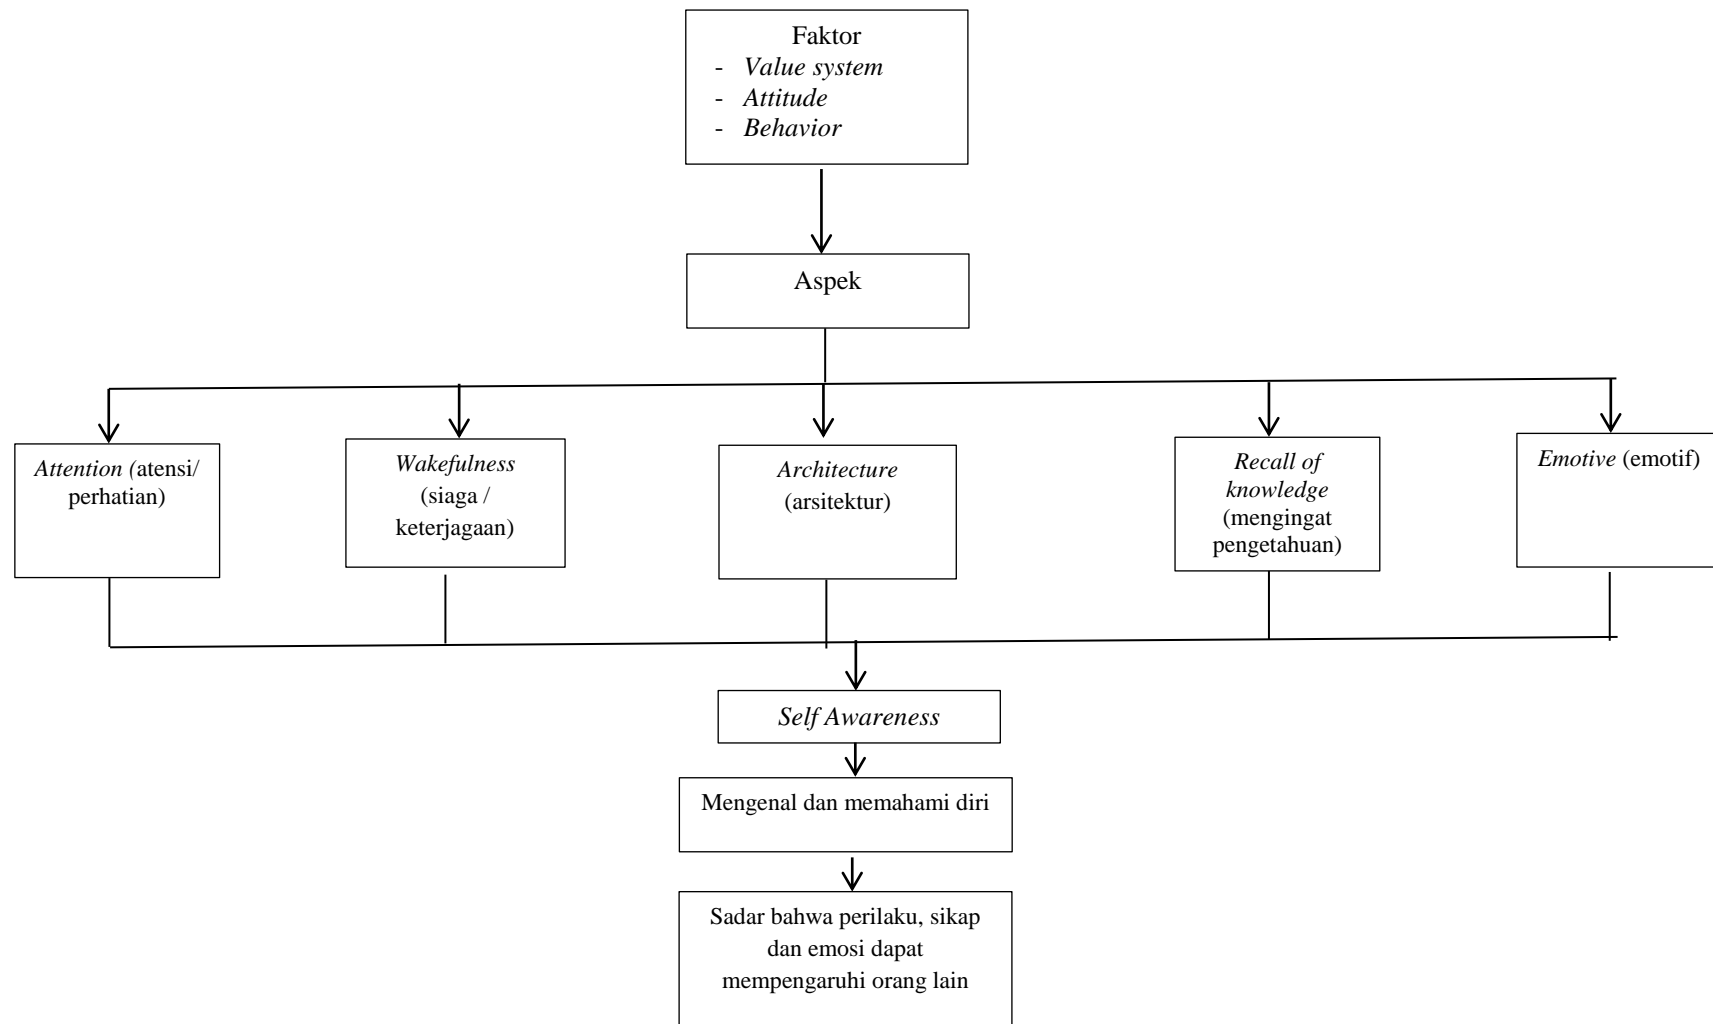 Faktor
- Value system
- Attitude
- Behavior
Aspek
Attention (atensi/
perhatian)
Wakefulness
(siaga /
keterjagaan)
Architecture
(arsitektur)
Recall of
knowledge
(mengingat
pengetahuan)
Emotive (emotif)
Self Awareness
Mengenal dan memahami diri
Sadar bahwa perilaku, sikap
dan emosi dapat
mempengaruhi orang lain